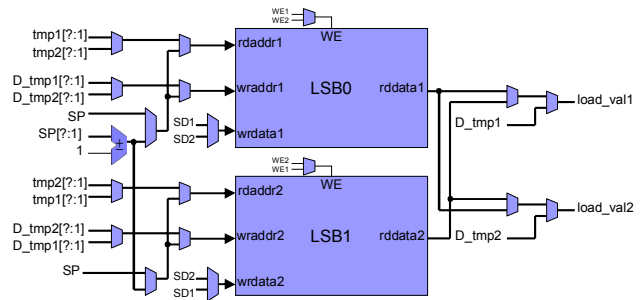 WE1
WE2
WE
tmp1[?:1]
tmp2[?:1]
rdaddr1
D_tmp1[?:1]
D_tmp2[?:1]
wraddr1
LSB0
rddata1
load_val1
SP
SD1
SD2
wrdata1
D_tmp1
SP[?:1]
±
1
WE2
WE1
WE
tmp2[?:1]
tmp1[?:1]
rdaddr2
D_tmp2[?:1]
D_tmp1[?:1]
wraddr2
LSB1
rddata2
load_val2
D_tmp2
SP
SD2
SD1
wrdata2